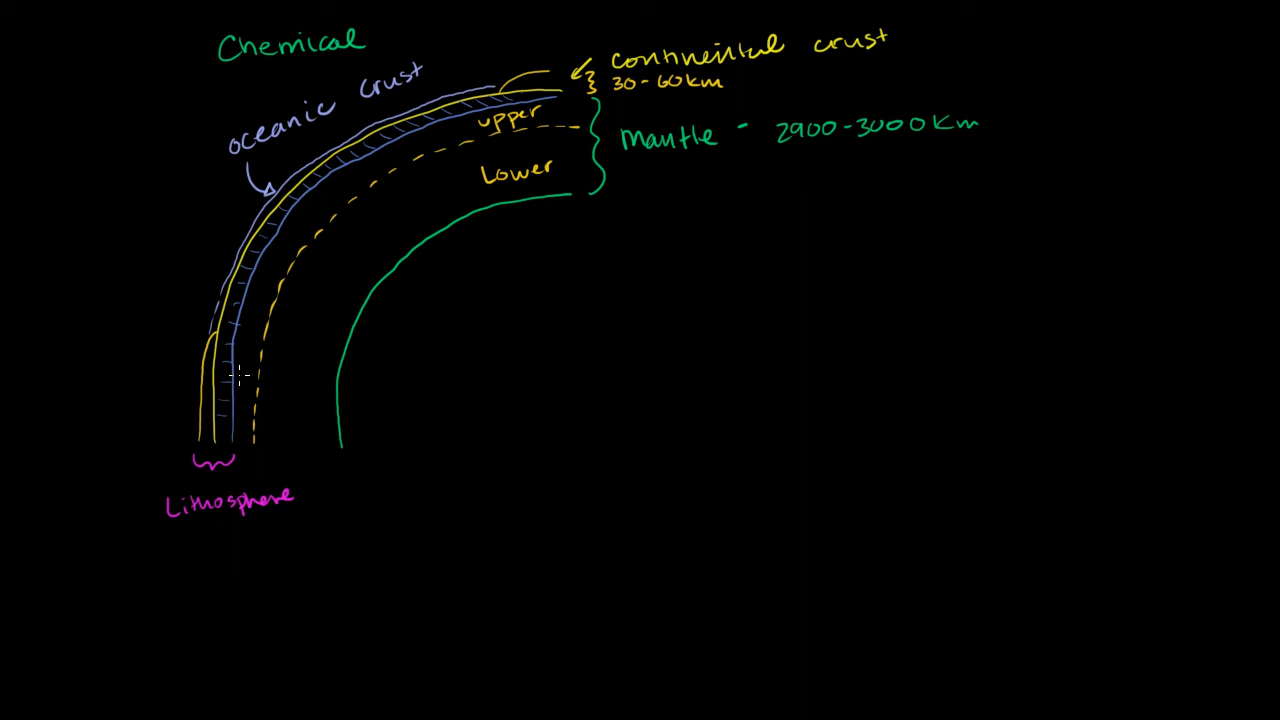 Chemical
continental crust
30-60km
oceanic crust
upper
Mantle - 2900-3000Km
Lower
Lithosphere